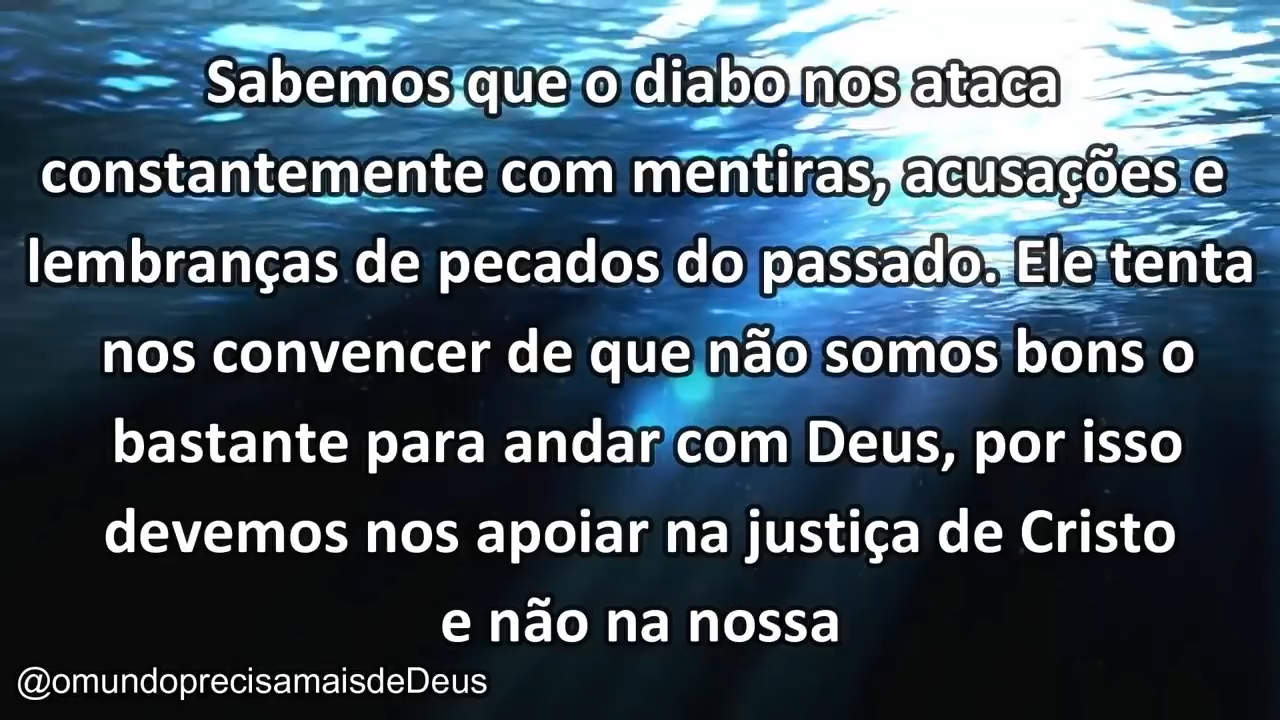 Sabemos que o diabo nos ataca
constantemente com mentiras, acusações e
lembranças de pecados do passado. Ele tenta
nos convencer de que não somos bons o
bastante para andar com Deus, por isso
devemos nos apoiar na justiça de Cristo
e não na nossa
@omundoprecisamaisdeDeus